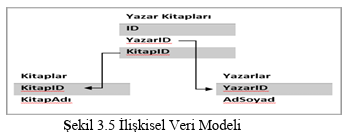 Yazar Kitapları
ID
YazarID
KitapID
Kitaplar
KitapID
KitapAdı
Yazarlar
YazarID
AdSoyad
Şekil 3.5 İlişkisel Veri Modeli